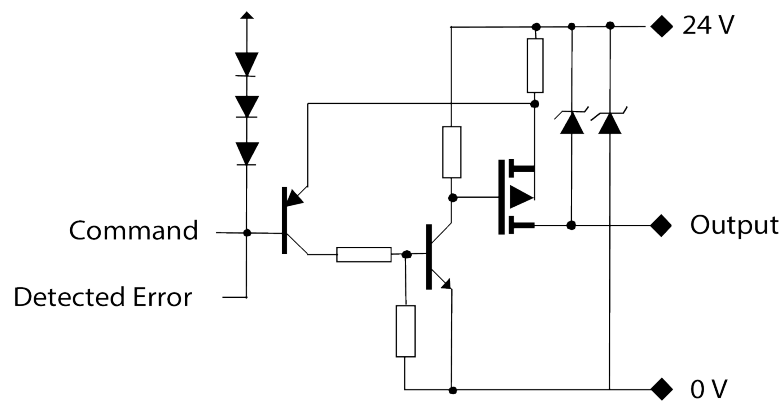 24 V
Command
Output
Detected Error
0 V